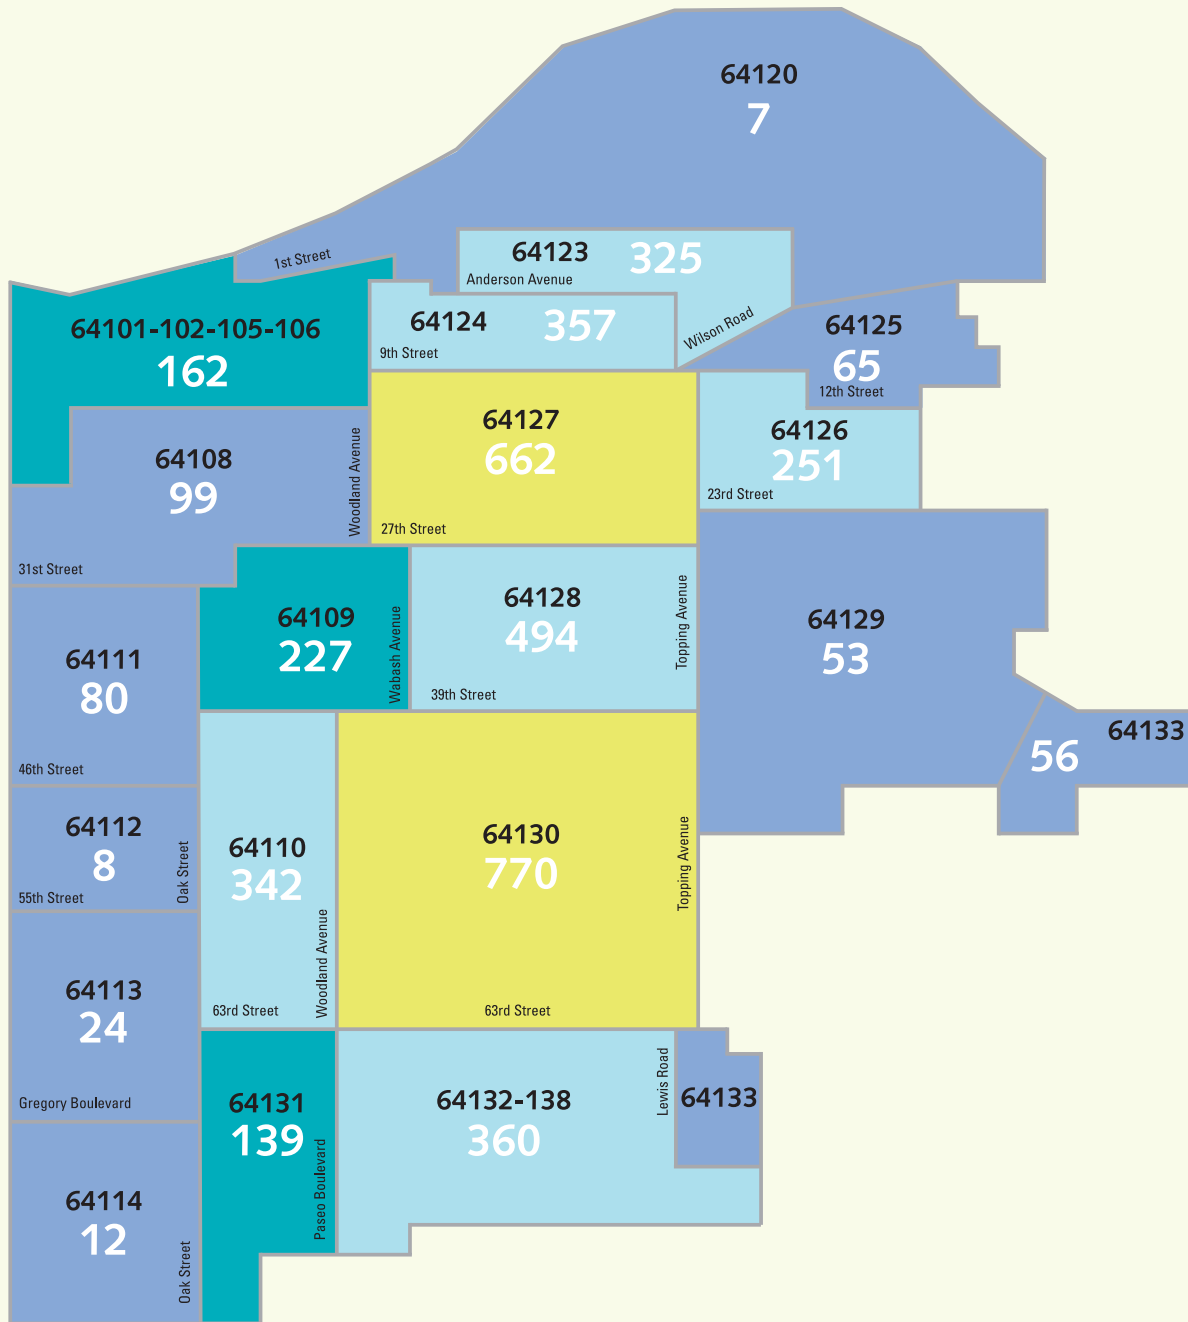 64120
7
1st Street
64123 325
Anderson Avenue
64101-102-105-106
162
64124 357
9th Street
Wilson Road
64125
65
12th Street
64127
662
27th Street
64126
251
23rd Street
64108
99
Woodland Avenue
31st Street
64109
227
Wabash Avenue
64128
494
Topping Avenue
39th Street
64129
53
64111
80
46th Street
64133
56
64112
8
55th Street
Oak Street
64110
342
Woodland Avenue
63rd Street
64130
770
Topping Avenue
63rd Street
64113
24
Gregory Boulevard
64131
139
Paseo Boulevard
64132-138
360
Lewis Road
64133
64114
12
Oak Street